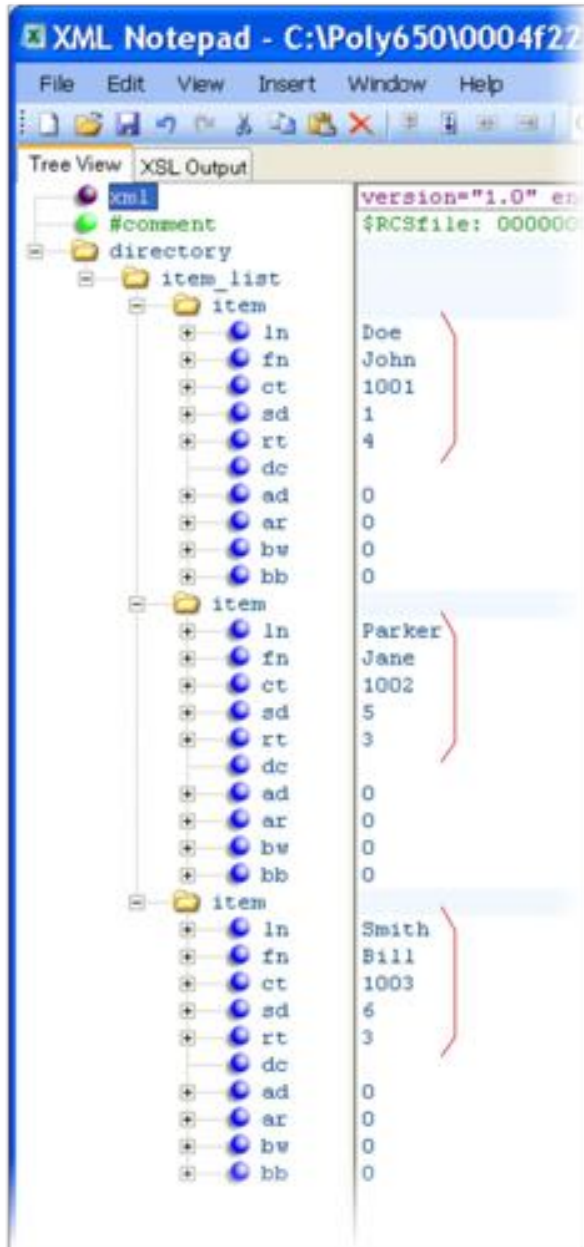 XML Notepad - C:\Poly650\0004f22
File Edit View Insert Window Help
Tree View XSL Output
xml version="1.0" en
#comment $RCSfile: 000000
directory
item_list
item
ln Doe
fn John
ct 1001
sd 1
rt 4
dc
ad 0
ar 0
bw 0
bb 0
item
ln Parker
fn Jane
ct 1002
sd 5
rt 3
dc
ad 0
ar 0
bw 0
bb 0
item
ln Smith
fn Bill
ct 1003
sd 6
rt 3
dc
ad 0
ar 0
bw 0
bb 0